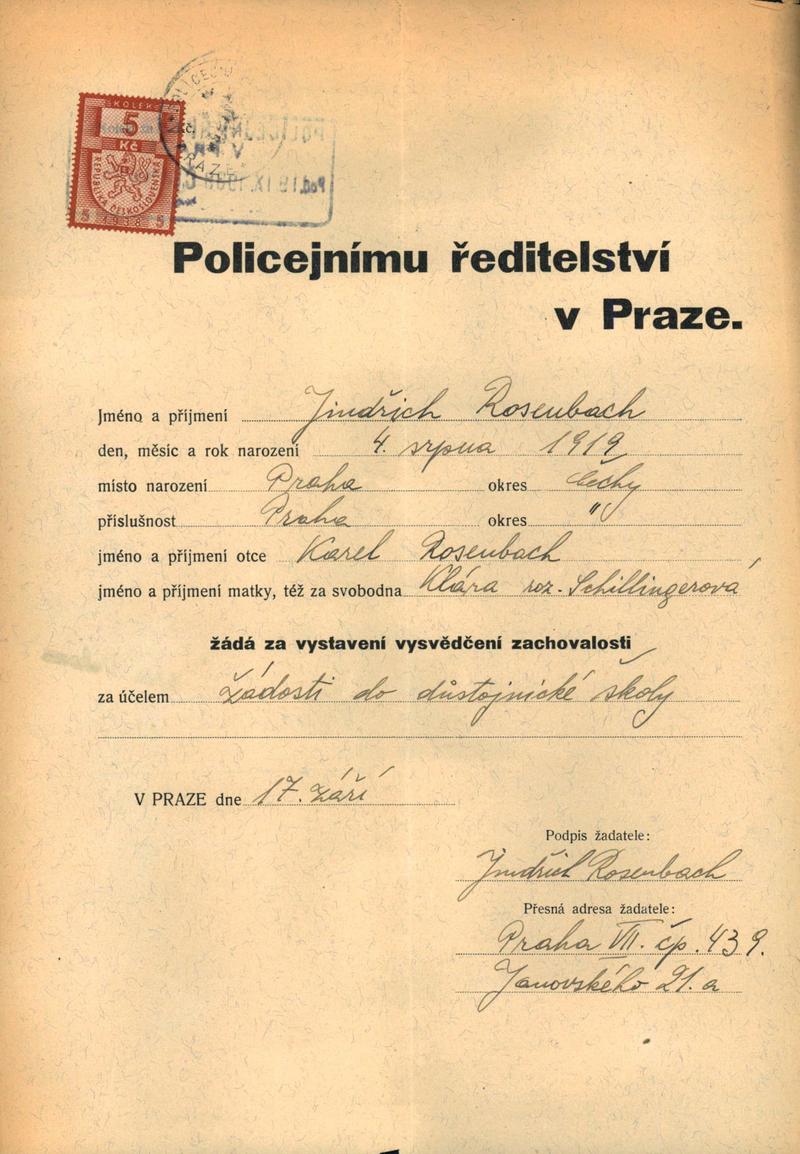 KOLEK
5
Kč
REPUBLIKA ČESKOSLOVENSKÁ
5 1938 5
Policejnímu ředitelství
v Praze.
Jméno a příjmení Jindřich Rosenbach
den, měsíc a rok narození 4. srpna 1919
místo narození Praha okres Čechy
příslušnost Praha okres "
jméno a příjmení otce Karel Rosenbach
jméno a příjmení matky, též za svobodna Klára roz. Schillingerová
žádá za vystavení vysvědčení zachovalosti
za účelem žádosti do důstojnické školy
V PRAZE dne 17. září
Podpis žadatele:
Jindřich Rosenbach
Přesná adresa žadatele:
Praha VII. čp. 439.
Janovského 21.a